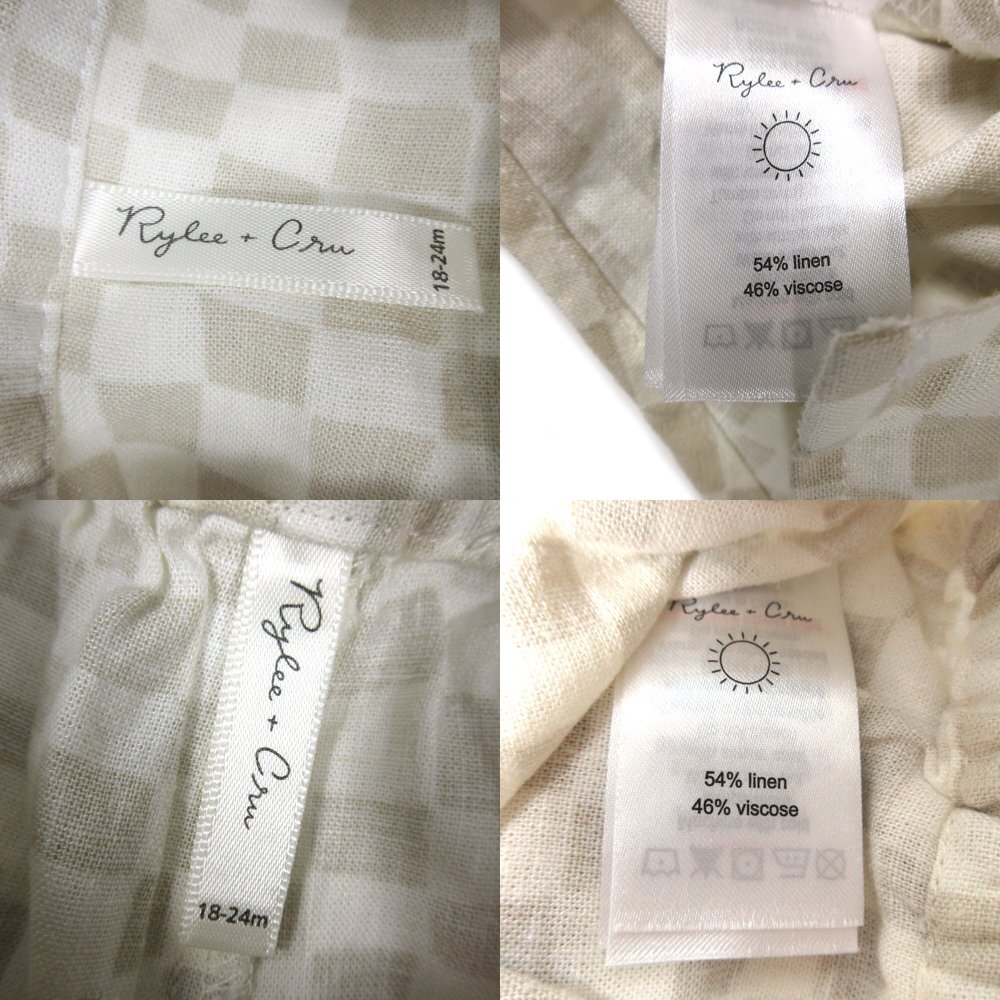 Rylee + Cru
18-24m
Rylee + Cru
54% linen
46% viscose
Rylee + Cru
18-24m
Rylee + Cru
54% linen
46% viscose